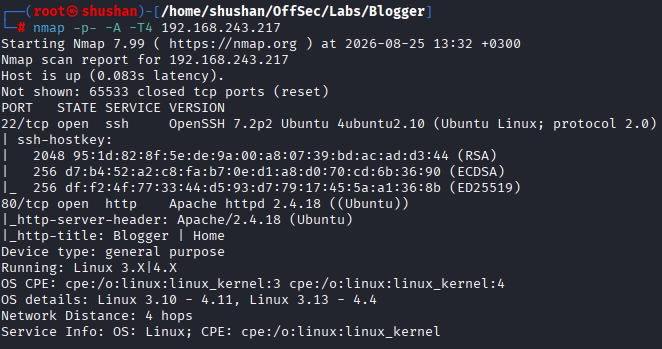 ┌──(root㉿shushan)-[/home/shushan/OffSec/Labs/Blogger]
└─# nmap -p- -A -T4 192.168.243.217
Starting Nmap 7.99 ( https://nmap.org ) at 2026-08-25 13:32 +0300
Nmap scan report for 192.168.243.217
Host is up (0.083s latency).
Not shown: 65533 closed tcp ports (reset)
PORT   STATE SERVICE VERSION
22/tcp open  ssh     OpenSSH 7.2p2 Ubuntu 4ubuntu2.10 (Ubuntu Linux; protocol 2.0)
| ssh-hostkey:
|   2048 95:1d:82:8f:5e:de:9a:00:a8:07:39:bd:ac:ad:d3:44 (RSA)
|   256 d7:b4:52:a2:c8:fa:b7:0e:d1:a8:d0:70:cd:6b:36:90 (ECDSA)
|_  256 df:f2:4f:77:33:44:d5:93:d7:79:17:45:5a:a1:36:8b (ED25519)
80/tcp open  http    Apache httpd 2.4.18 ((Ubuntu))
|_http-server-header: Apache/2.4.18 (Ubuntu)
|_http-title: Blogger | Home
Device type: general purpose
Running: Linux 3.X|4.X
OS CPE: cpe:/o:linux:linux_kernel:3 cpe:/o:linux:linux_kernel:4
OS details: Linux 3.10 - 4.11, Linux 3.13 - 4.4
Network Distance: 4 hops
Service Info: OS: Linux; CPE: cpe:/o:linux:linux_kernel